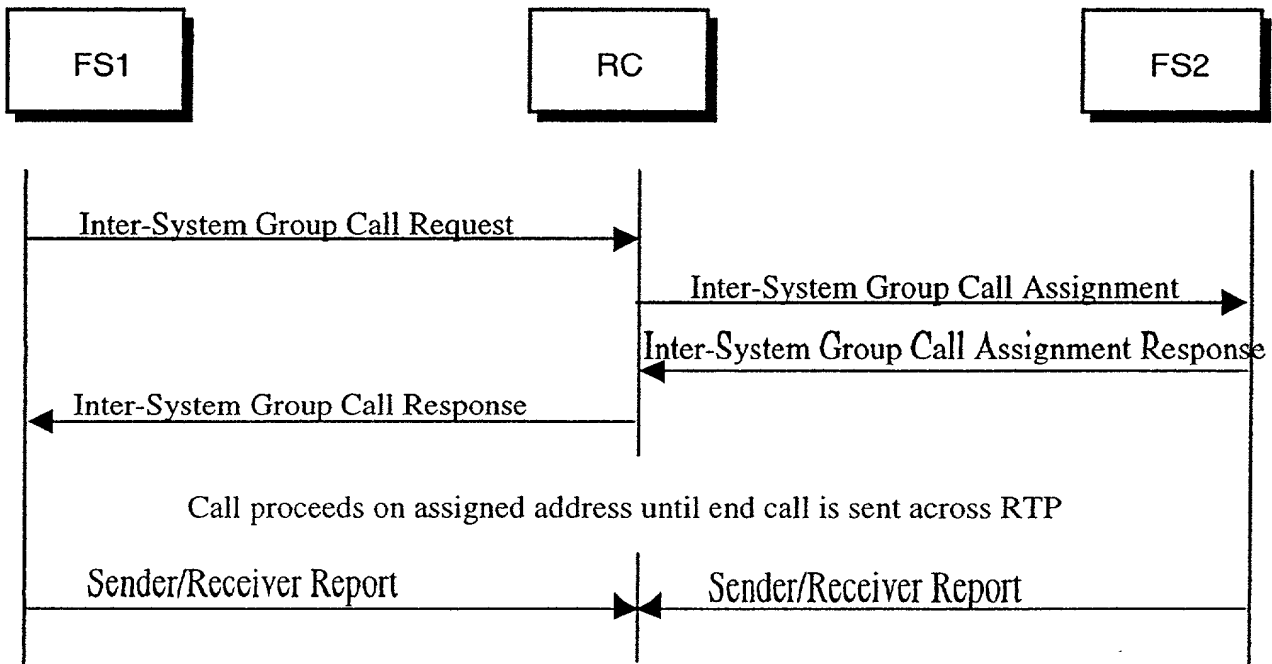 FS1
RC
FS2
Inter-System Group Call Request
Inter-System Group Call Assignment
Inter-System Group Call Assignment Response
Inter-System Group Call Response
Call proceeds on assigned address until end call is sent across RTP
Sender/Receiver Report
Sender/Receiver Report